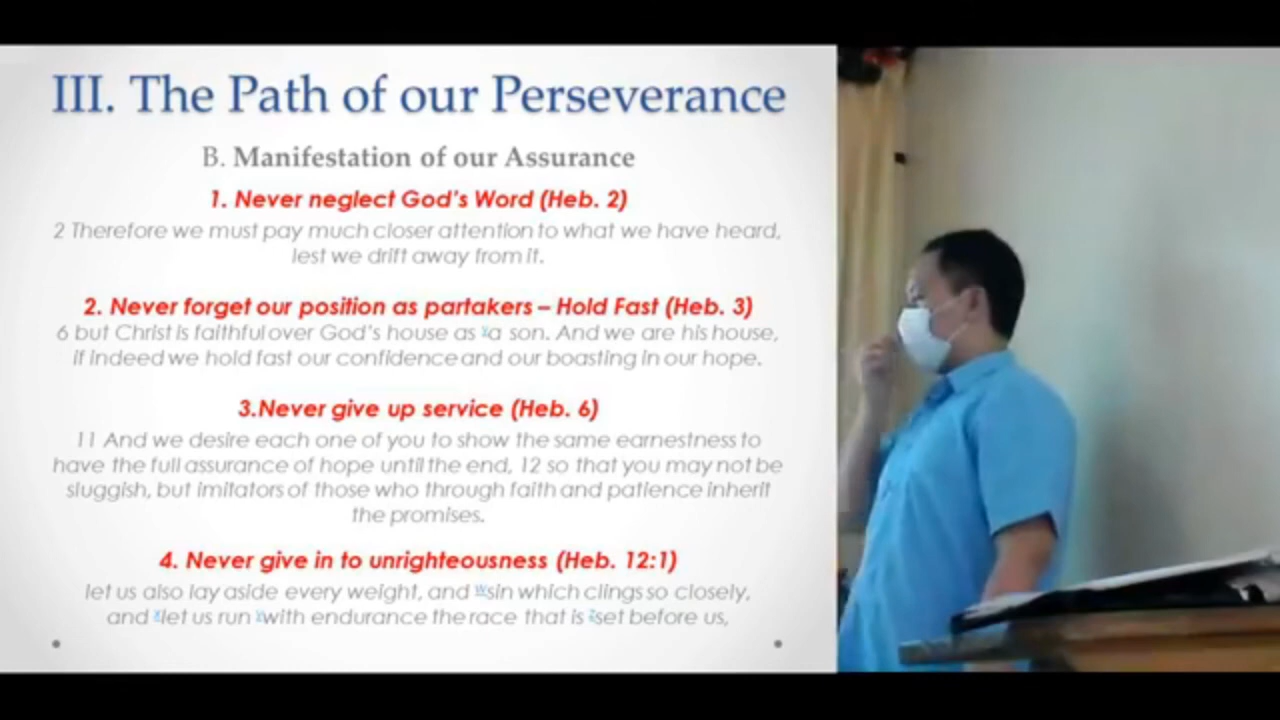 III. The Path of our Perseverance
B. Manifestation of our Assurance
1. Never neglect God's Word (Heb. 2)
2 Therefore we must pay much closer attention to what we have heard,
lest we drift away from it.
2. Never forget our position as partakers – Hold Fast (Heb. 3)
6 but Christ is faithful over God's house as a son. And we are his house,
if indeed we hold fast our confidence and our boasting in our hope.
3.Never give up service (Heb. 6)
11 And we desire each one of you to show the same earnestness to
have the full assurance of hope until the end, 12 so that you may not be
sluggish, but imitators of those who through faith and patience inherit
the promises.
4. Never give in to unrighteousness (Heb. 12:1)
let us also lay aside every weight, and sin which clings so closely,
and let us run with endurance the race that is set before us,